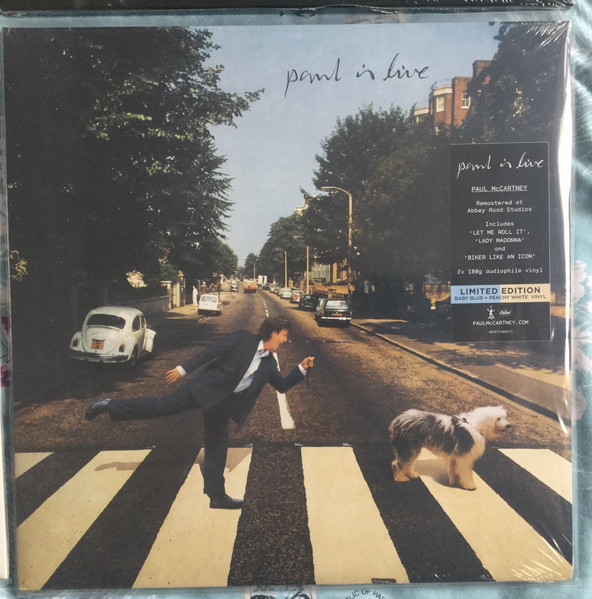 paul is live
paul is live
PAUL McCARTNEY
Remastered at
Abbey Road Studios
Includes
'LET ME ROLL IT',
'LADY MADONNA'
and
'BIKER LIKE AN ICON'
2x 180g audiophile vinyl
LIMITED EDITION
BABY BLUE + PEACHY WHITE VINYL
PAULMcCARTNEY.COM